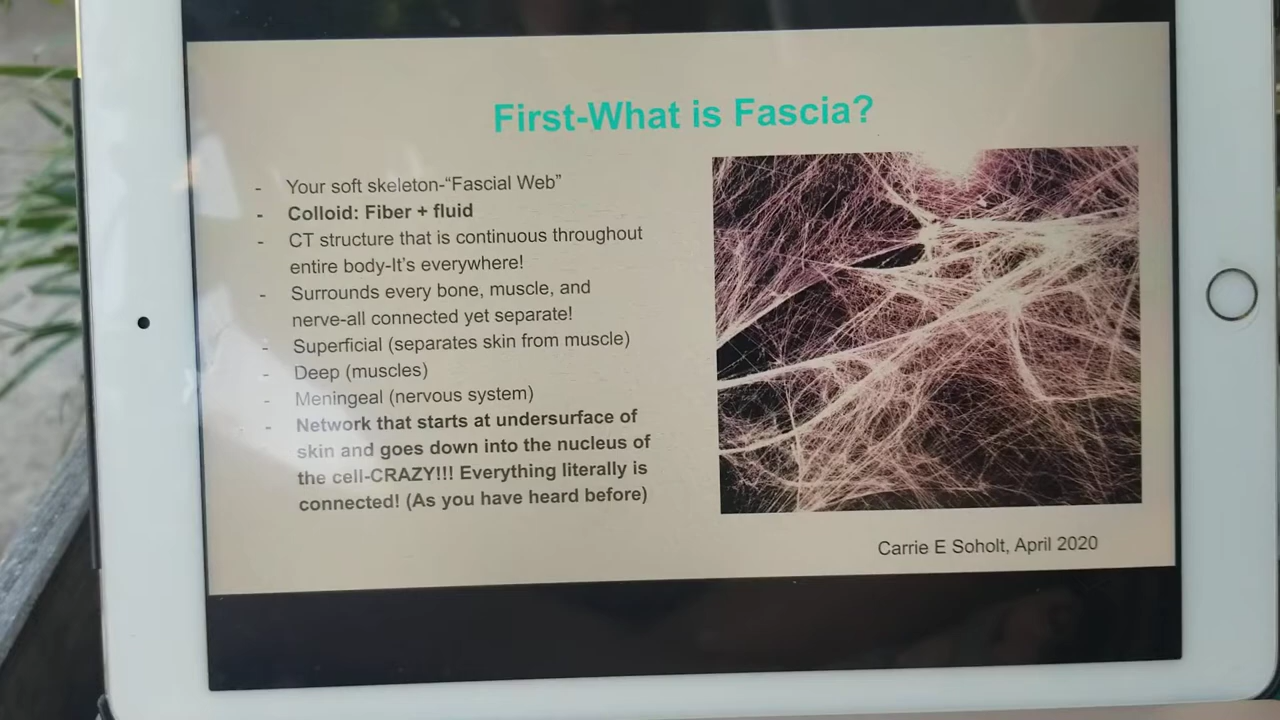 First-What is Fascia?
- Your soft skeleton-“Fascial Web”
- Colloid: Fiber + fluid
- CT structure that is continuous throughout
entire body-It’s everywhere!
- Surrounds every bone, muscle, and
nerve-all connected yet separate!
- Superficial (separates skin from muscle)
- Deep (muscles)
- Meningeal (nervous system)
- Network that starts at undersurface of
skin and goes down into the nucleus of
the cell-CRAZY!!! Everything literally is
connected! (As you have heard before)
Carrie E Soholt, April 2020